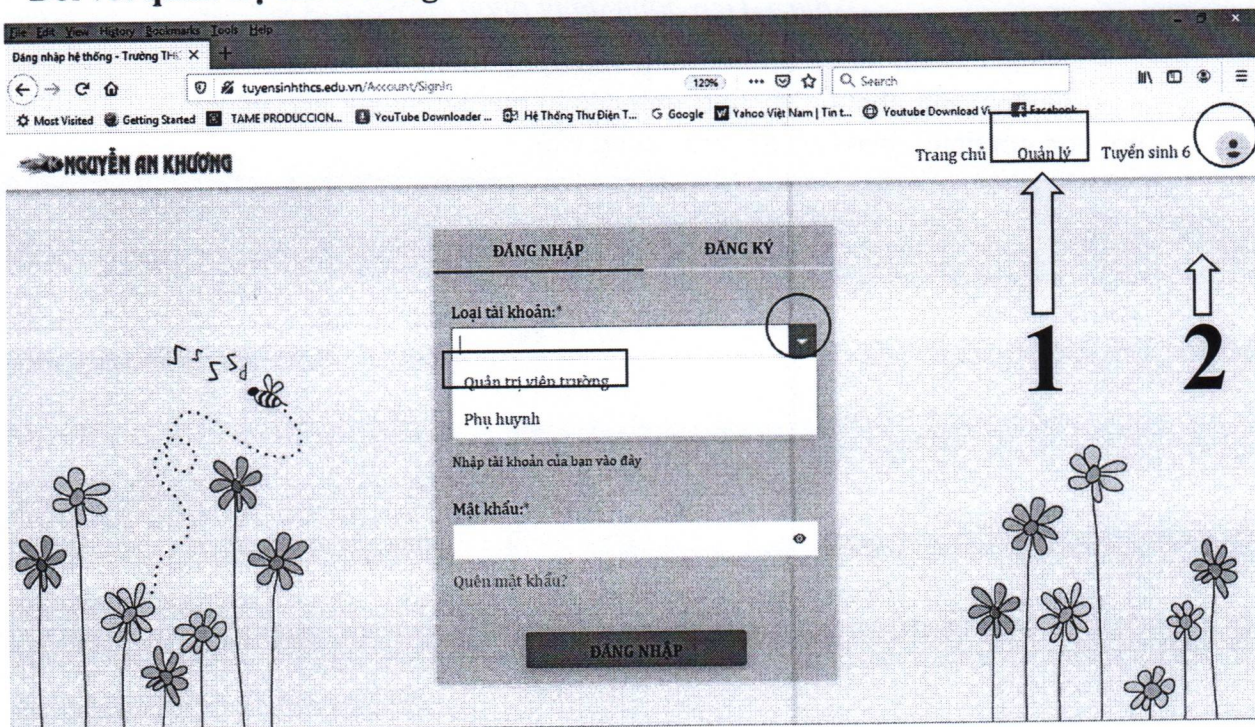 File Edit View History Bookmarks Tools Help
Đăng nhập hệ thống - Trường TH
tuyensinhthcs.edu.vn/Account/SignIn
120%
Search
Most Visited Getting Started TAME PRODUCCION... YouTube Downloader ... Hệ Thống Thư Điện T... Google Yahoo Việt Nam | Tin t... Youtube Download Vi... Facebook
NGUYỄN AN KHƯƠNG
Trang chủ Quản lý Tuyển sinh 6
ĐĂNG NHẬP ĐĂNG KÝ
Loại tài khoản:*
Quản trị viên trường
Phụ huynh
Nhập tài khoản của bạn vào đây
Mật khẩu:*
Quên mật khẩu?
ĐĂNG NHẬP
1 2
BZZZZZ